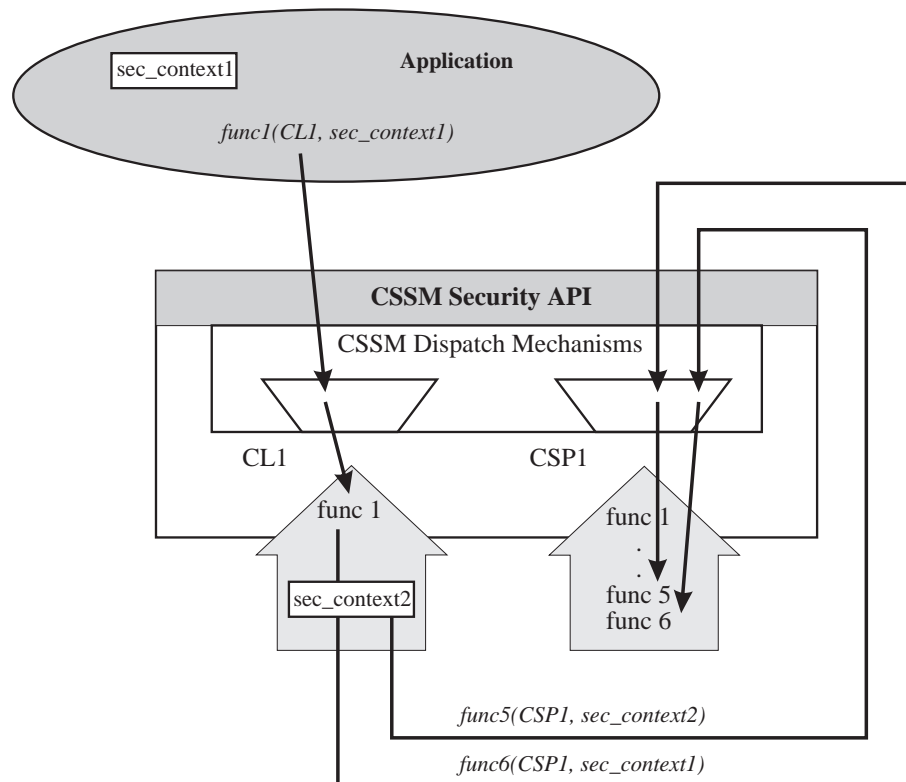 Application
sec_context1
func1(CL1, sec_context1)
CSSM Security API
CSSM Dispatch Mechanisms
CL1
CSP1
func 1
sec_context2
func 1
.
.
func 5
func 6
func5(CSP1, sec_context2)
func6(CSP1, sec_context1)